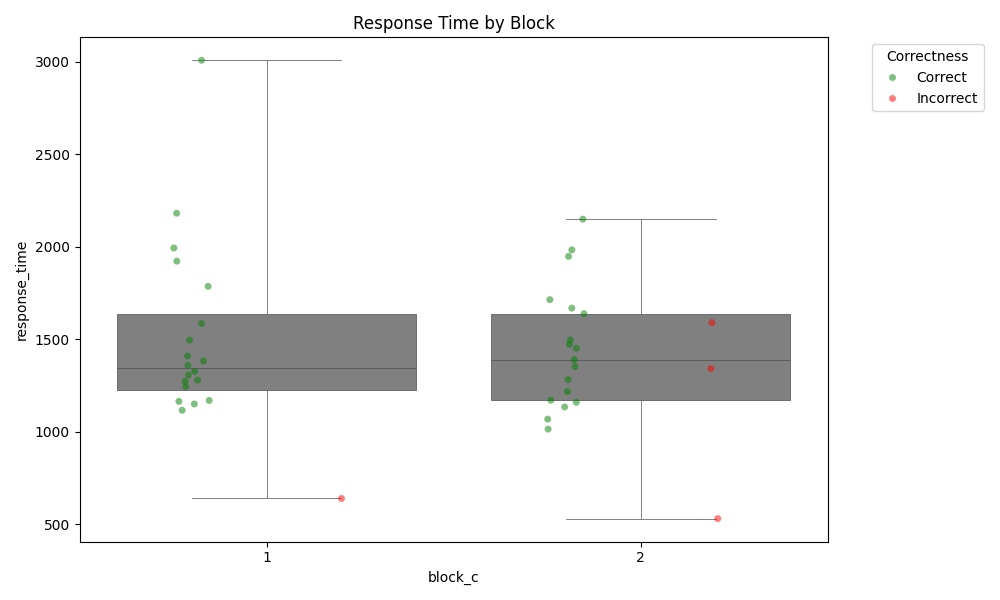 Response Time by Block
Correctness
Correct
Incorrect
3000
2500
2000
1500
1000
500
response_time
1
2
block_c